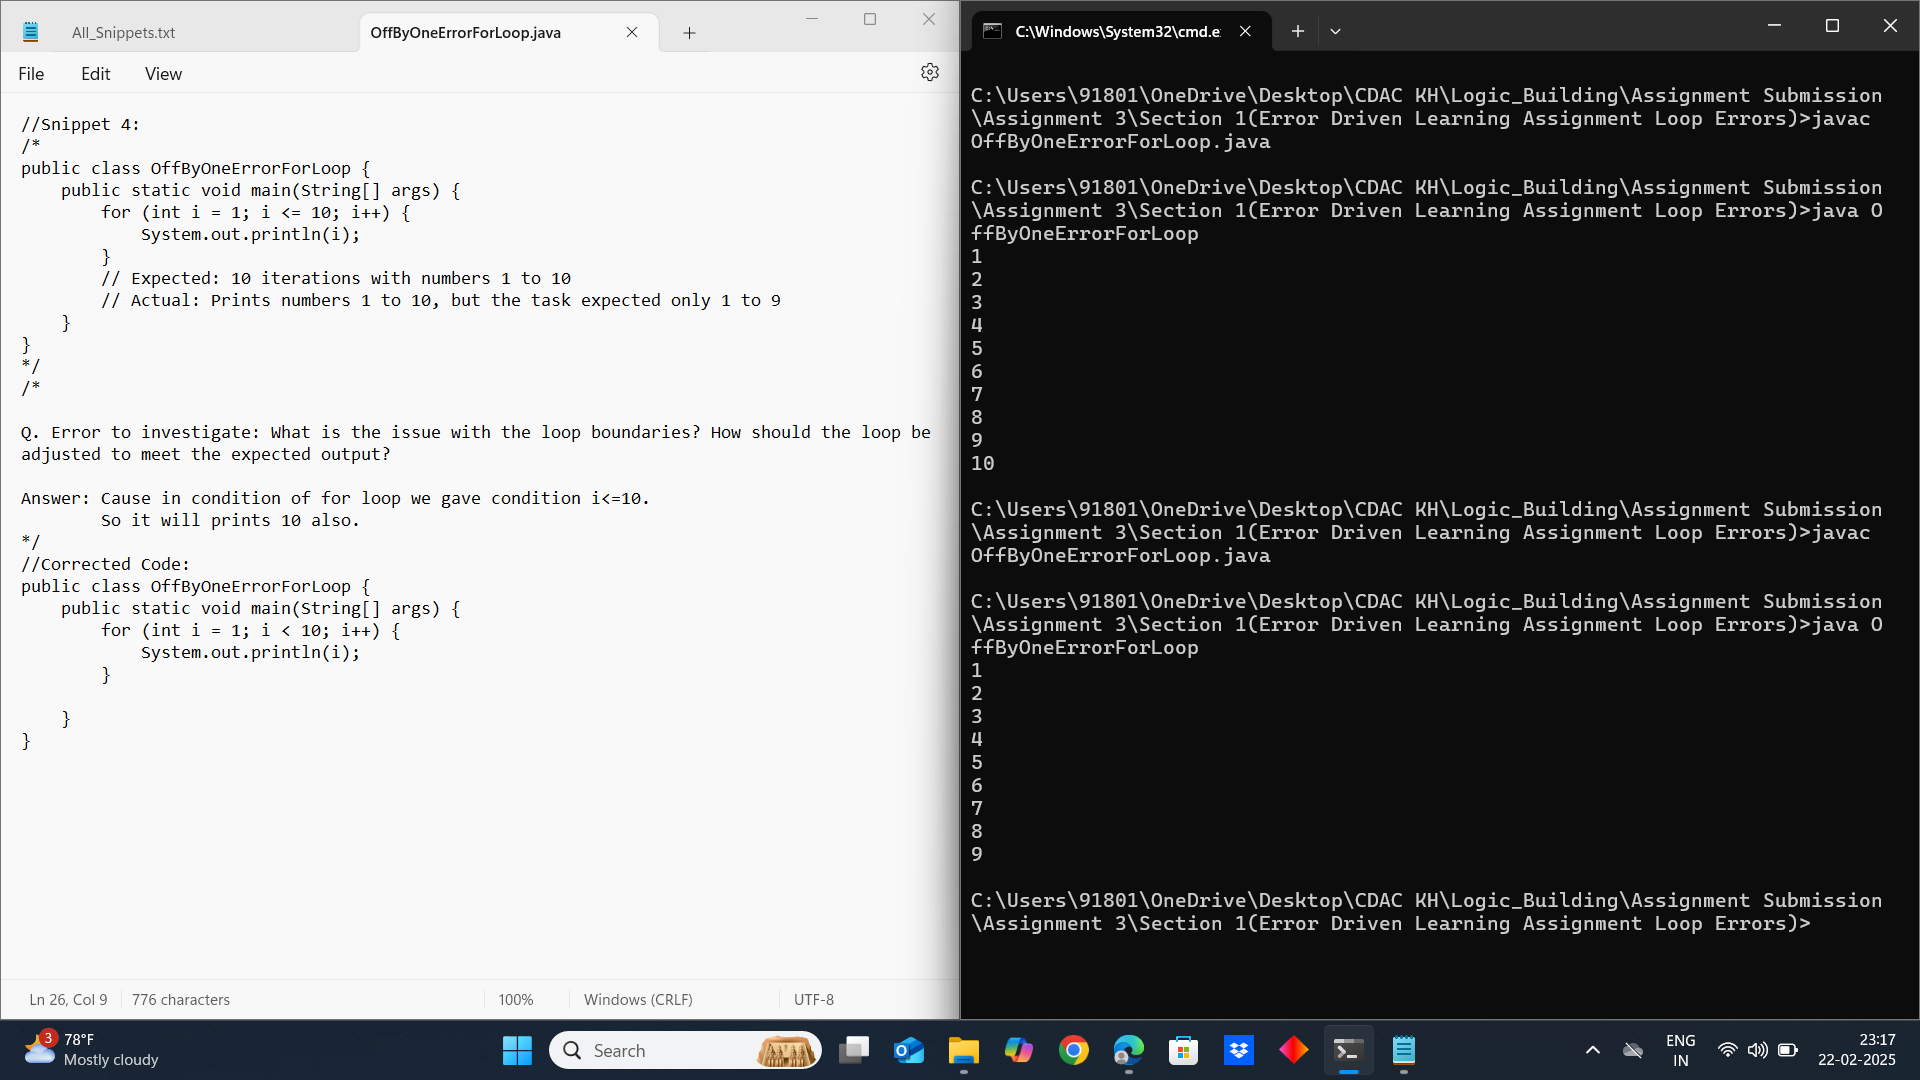 All_Snippets.txt
OffByOneErrorForLoop.java
File Edit View
//Snippet 4:
/*
public class OffByOneErrorForLoop {
    public static void main(String[] args) {
        for (int i = 1; i <= 10; i++) {
            System.out.println(i);
        }
        // Expected: 10 iterations with numbers 1 to 10
        // Actual: Prints numbers 1 to 10, but the task expected only 1 to 9
    }
}
*/
/*
Q. Error to investigate: What is the issue with the loop boundaries? How should the loop be
adjusted to meet the expected output?
Answer: Cause in condition of for loop we gave condition i<=10.
        So it will prints 10 also.
*/
//Corrected Code:
public class OffByOneErrorForLoop {
    public static void main(String[] args) {
        for (int i = 1; i < 10; i++) {
            System.out.println(i);
        }
    }
}
Ln 26, Col 9 776 characters 100% Windows (CRLF) UTF-8
C:\Windows\System32\cmd.e
C:\Users\91801\OneDrive\Desktop\CDAC KH\Logic_Building\Assignment Submission
\Assignment 3\Section 1(Error Driven Learning Assignment Loop Errors)>javac
OffByOneErrorForLoop.java
C:\Users\91801\OneDrive\Desktop\CDAC KH\Logic_Building\Assignment Submission
\Assignment 3\Section 1(Error Driven Learning Assignment Loop Errors)>java O
ffByOneErrorForLoop
1
2
3
4
5
6
7
8
9
10
C:\Users\91801\OneDrive\Desktop\CDAC KH\Logic_Building\Assignment Submission
\Assignment 3\Section 1(Error Driven Learning Assignment Loop Errors)>javac
OffByOneErrorForLoop.java
C:\Users\91801\OneDrive\Desktop\CDAC KH\Logic_Building\Assignment Submission
\Assignment 3\Section 1(Error Driven Learning Assignment Loop Errors)>java O
ffByOneErrorForLoop
1
2
3
4
5
6
7
8
9
C:\Users\91801\OneDrive\Desktop\CDAC KH\Logic_Building\Assignment Submission
\Assignment 3\Section 1(Error Driven Learning Assignment Loop Errors)>
3
78°F
Mostly cloudy
Search
ENG
IN
23:17
22-02-2025